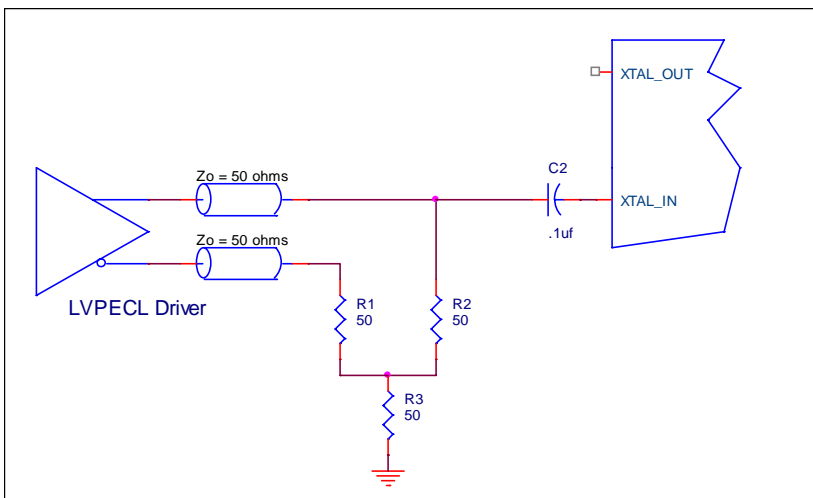 XTAL_OUT
Zo = 50 ohms
C2
XTAL_IN
.1uf
Zo = 50 ohms
LVPECL Driver
R1
50
R2
50
R3
50